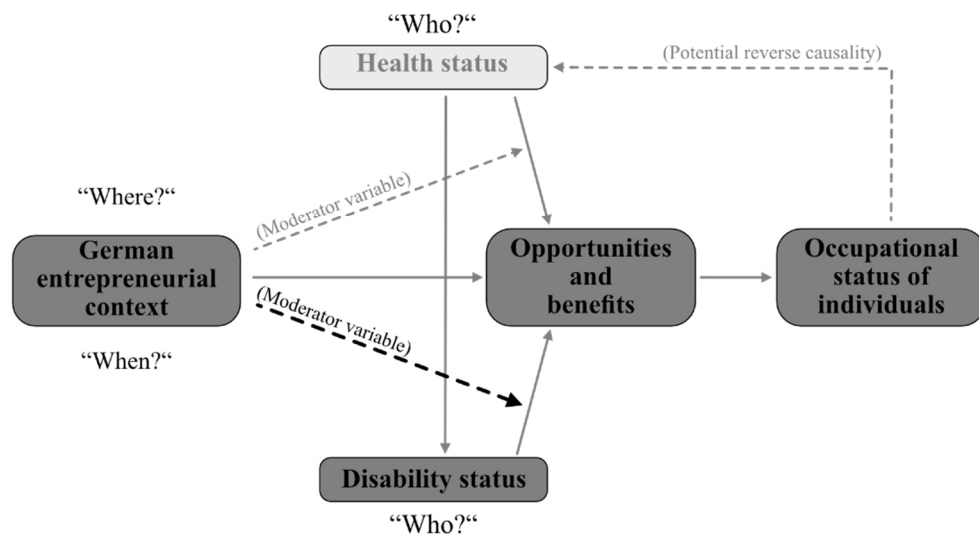 “Who?“
Health status
(Potential reverse causality)
“Where?“
(Moderator variable)
German
entrepreneurial
context
Opportunities
and
benefits
Occupational
status of
individuals
(Moderator variable)
“When?“
Disability status
“Who?“